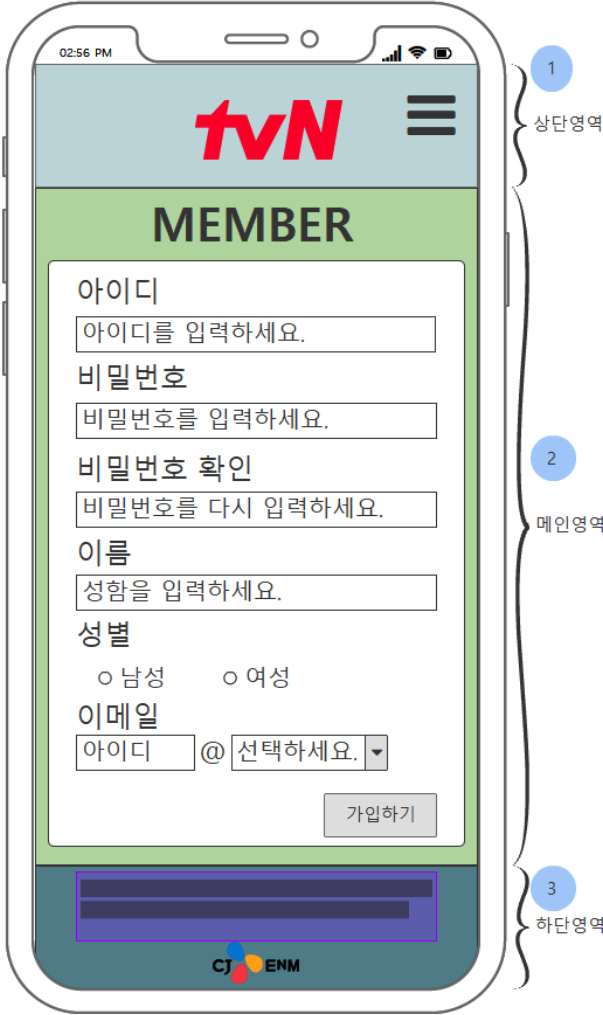 02:56 PM
tvN
1
상단영역
MEMBER
아이디
아이디를 입력하세요.
비밀번호
비밀번호를 입력하세요.
비밀번호 확인
비밀번호를 다시 입력하세요.
2
메인영역
이름
성함을 입력하세요.
성별
남성 여성
이메일
아이디 @ 선택하세요.
가입하기
3
하단영역
CJ ENM